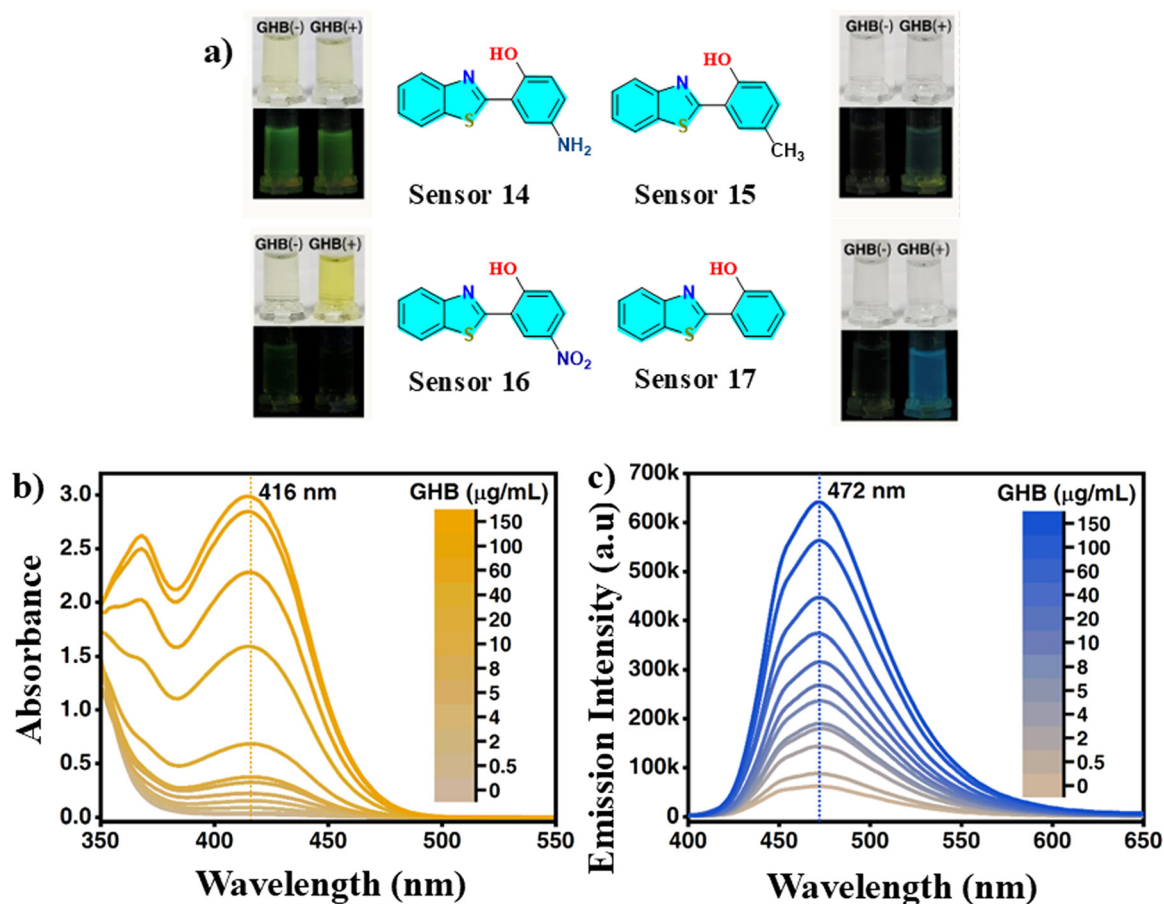 a)
GHB(-) GHB(+)
HO
N
S
NH₂
Sensor 14
HO
N
S
CH₃
Sensor 15
GHB(-) GHB(+)
GHB(-) GHB(+)
HO
N
S
NO₂
Sensor 16
HO
N
S
Sensor 17
GHB(-) GHB(+)
b)
Absorbance
3.0
2.5
2.0
1.5
1.0
0.5
0.0
416 nm
GHB (µg/mL)
150
100
60
40
20
10
8
5
4
2
0.5
0
350 400 450 500 550
Wavelength (nm)
c)
Emission Intensity (a.u)
700k
600k
500k
400k
300k
200k
100k
0
472 nm
GHB (µg/mL)
150
100
60
40
20
10
8
5
4
2
0.5
0
400 450 500 550 600 650
Wavelength (nm)